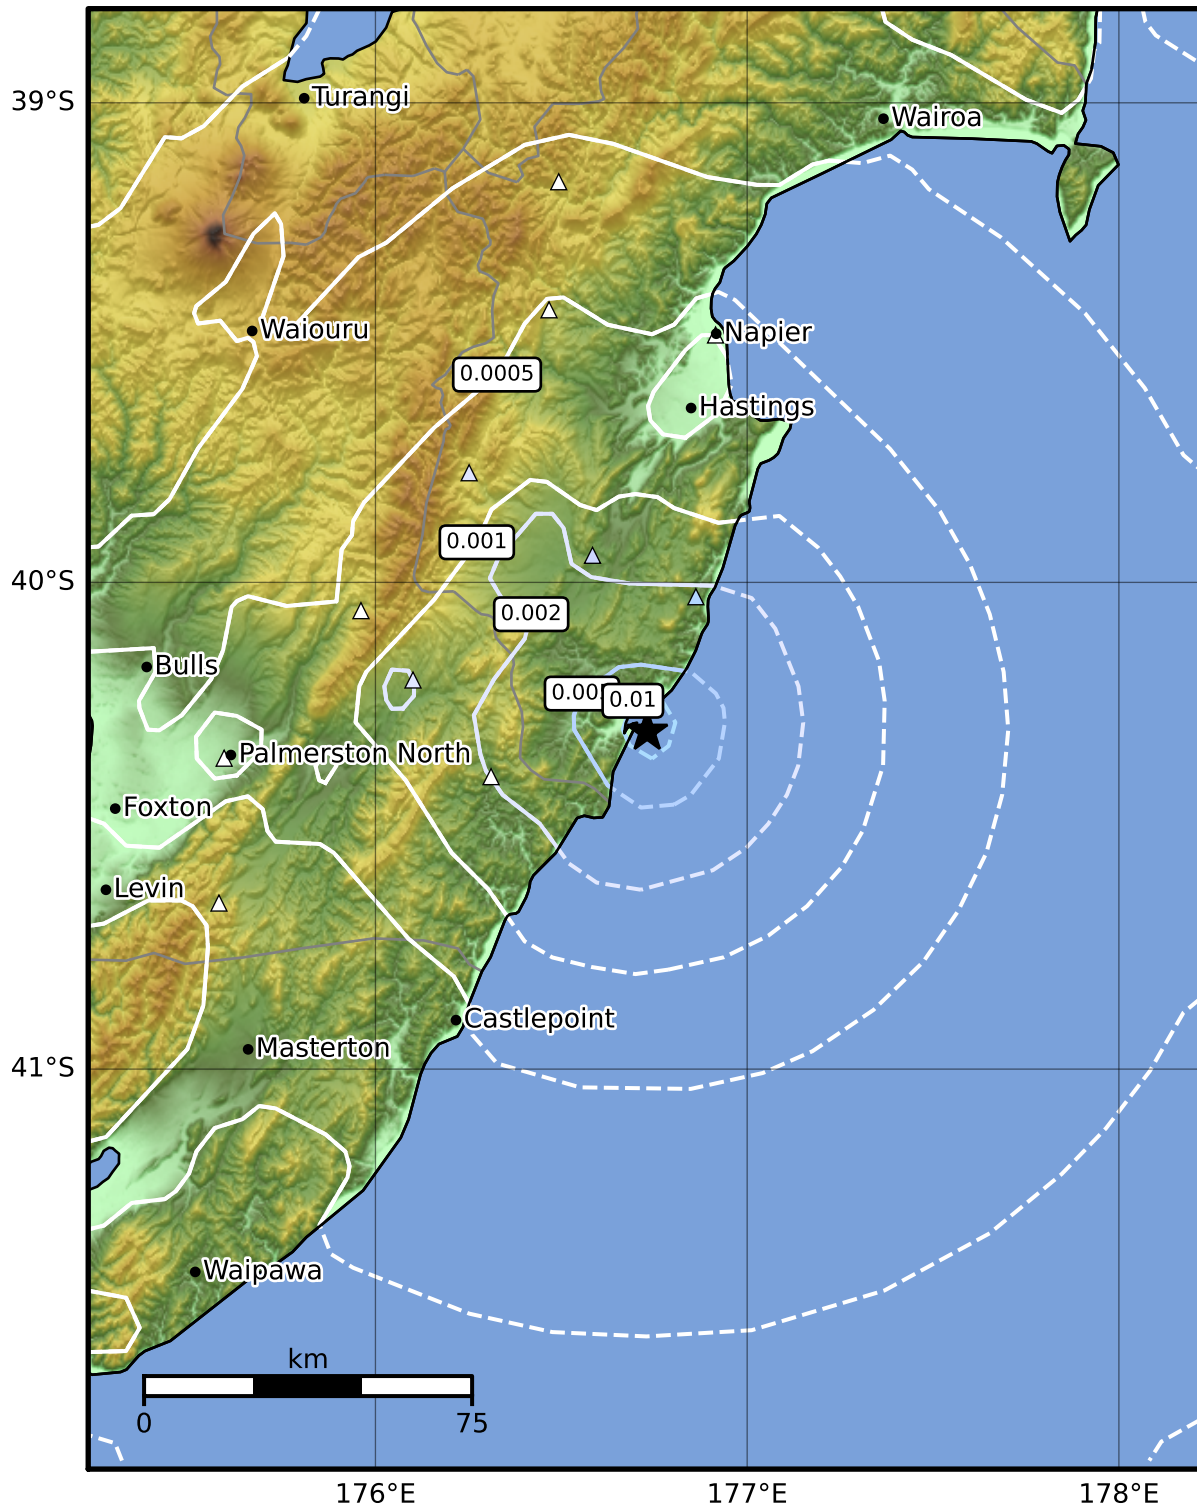 39°S
Turangi
Wairoa
Waiouru
Napier
0.0005
Hastings
0.001
40°S
0.002
Bulls
0.01
Palmerston North
Foxton
Levin
Castlepoint
Masterton
41°S
Waipawa
km
0
75
176°E
177°E
178°E